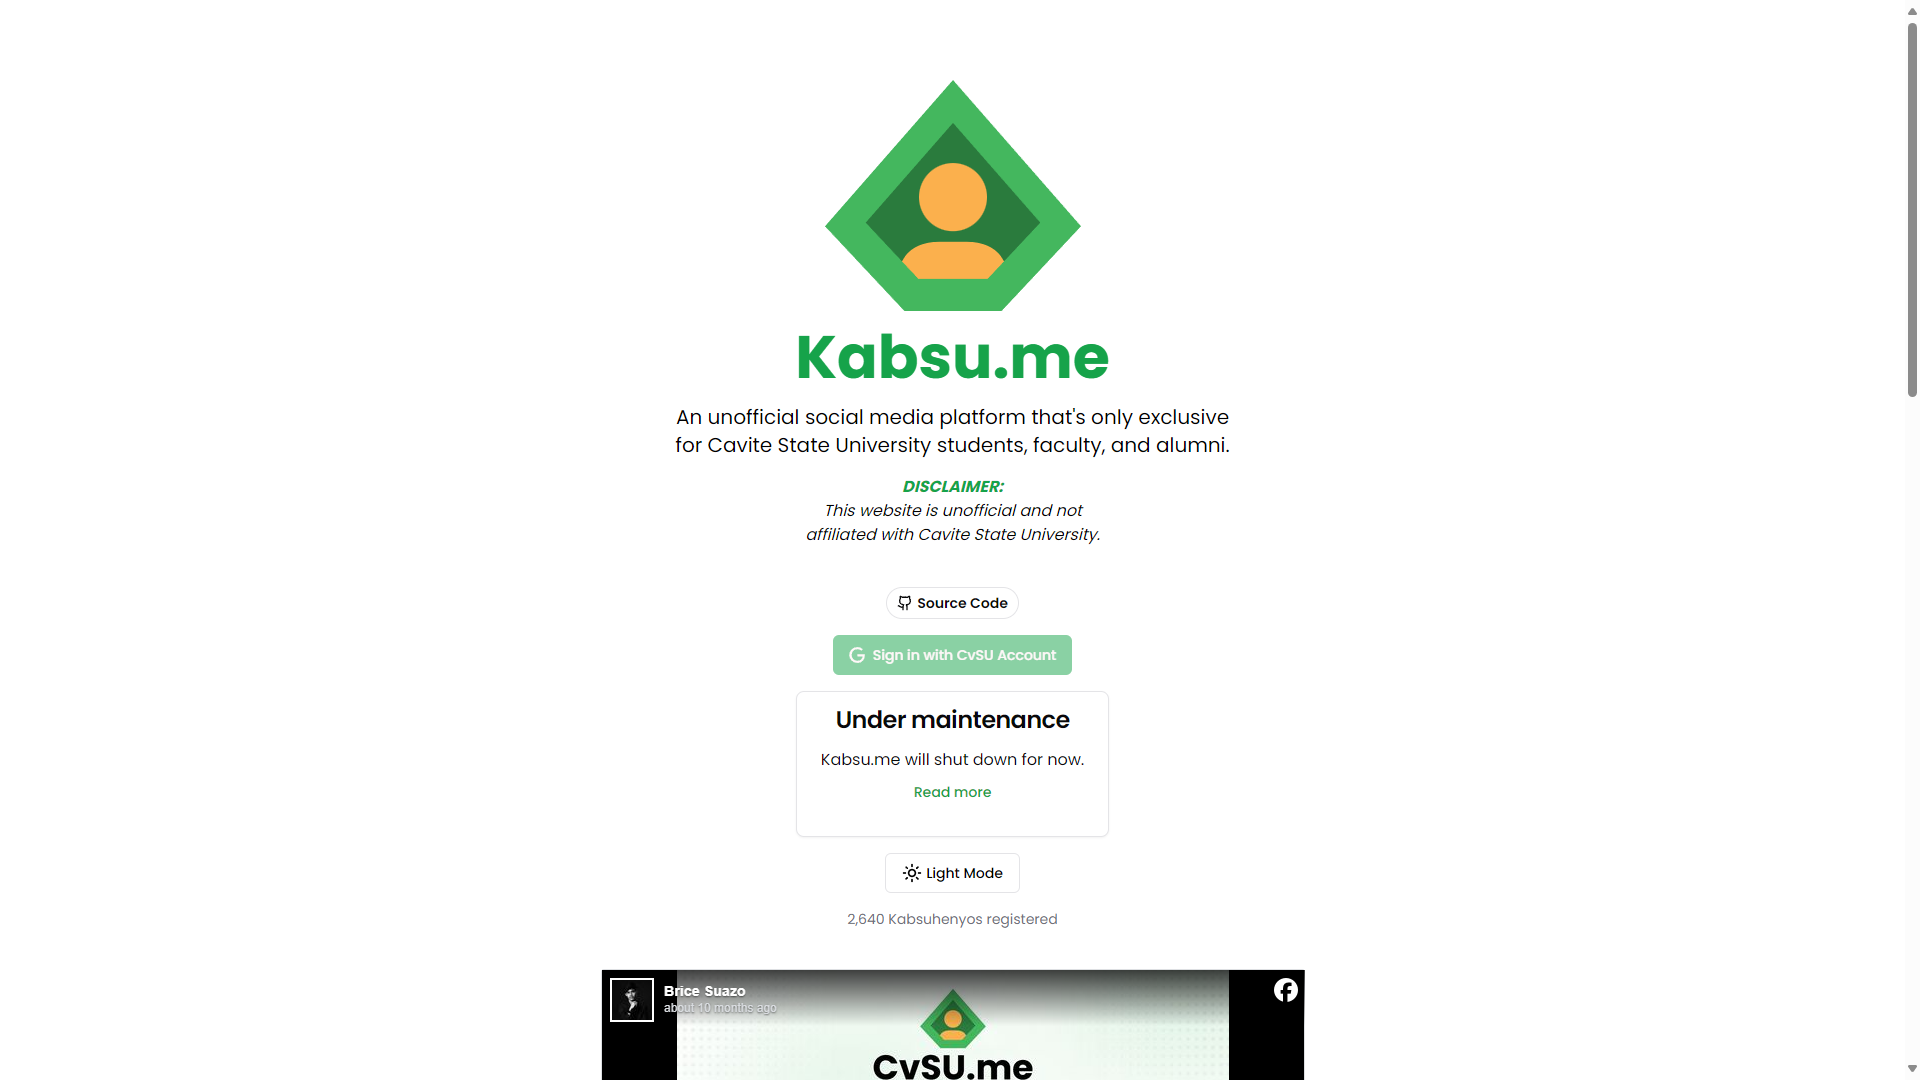 Kabsu.me
An unofficial social media platform that's only exclusive
for Cavite State University students, faculty, and alumni.
DISCLAIMER:
This website is unofficial and not
affiliated with Cavite State University.
Source Code
Sign in with CvSU Account
Under maintenance
Kabsu.me will shut down for now.
Read more
Light Mode
2,640 Kabsuhenyos registered
Brice Suazo
about 10 months ago
CvSU.me